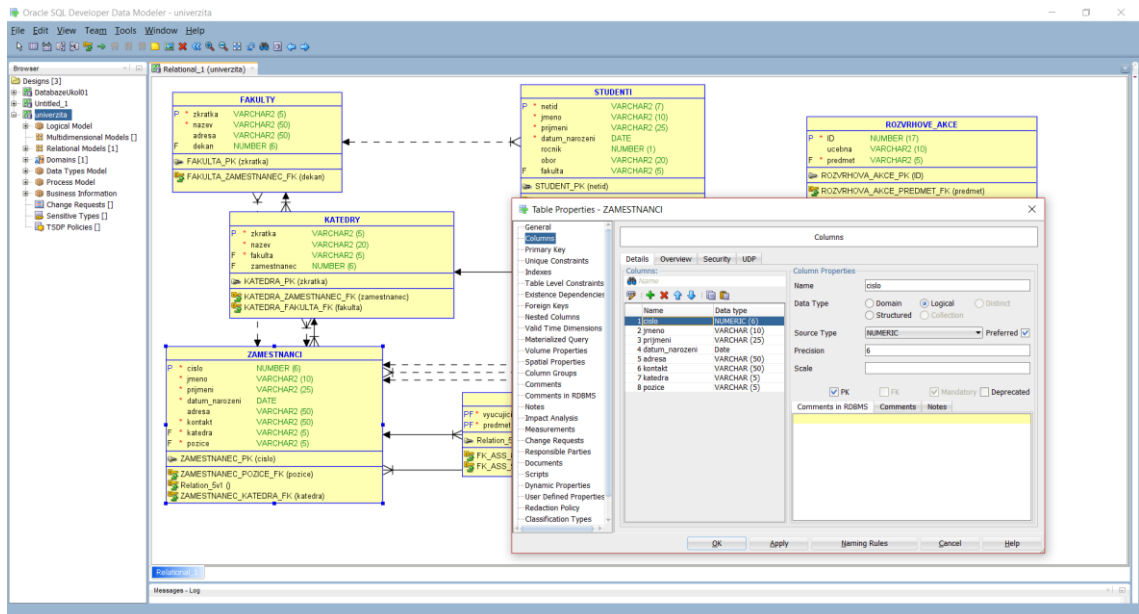 Oracle SQL Developer Data Modeler - univerzita
File Edit View Team Tools Window Help
Browser
Designs [3]
DatabazeUkol01
Untitled_1
univerzita
Logical Model
Multidimensional Models []
Relational Models [1]
Domains [1]
Data Types Model
Process Model
Business Information
Change Requests []
Sensitive Types []
TSDP Policies []
Relational_1 (univerzita)
FAKULTY
P * zkratka VARCHAR2 (5)
* nazev VARCHAR2 (50)
adresa VARCHAR2 (50)
F dekan NUMBER (6)
FAKULTA_PK (zkratka)
FAKULTA_ZAMESTNANEC_FK (dekan)
STUDENTI
P * netid VARCHAR2 (7)
* jmeno VARCHAR2 (10)
* prijmeni VARCHAR2 (25)
* datum_narozeni DATE
rocnik NUMBER (1)
obor VARCHAR2 (20)
F fakulta VARCHAR2 (5)
STUDENT_PK (netid)
ROZVRHOVE_AKCE
P * ID NUMBER (17)
ucebna VARCHAR2 (10)
F * predmet VARCHAR2 (5)
ROZVRHOVA_AKCE_PK (ID)
ROZVRHOVA_AKCE_PREDMET_FK (predmet)
KATEDRY
P * zkratka VARCHAR2 (5)
* nazev VARCHAR2 (20)
F * fakulta VARCHAR2 (5)
F zamestnanec NUMBER (6)
KATEDRA_PK (zkratka)
KATEDRA_ZAMESTNANEC_FK (zamestnanec)
KATEDRA_FAKULTA_FK (fakulta)
ZAMESTNANCI
P * cislo NUMBER (6)
* jmeno VARCHAR2 (10)
* prijmeni VARCHAR2 (25)
* datum_narozeni DATE
adresa VARCHAR2 (50)
* kontakt VARCHAR2 (50)
F * katedra VARCHAR2 (5)
F * pozice VARCHAR2 (5)
ZAMESTNANEC_PK (cislo)
ZAMESTNANEC_POZICE_FK (pozice)
Relation_5v1 ()
ZAMESTNANEC_KATEDRA_FK (katedra)
PF * vyucujici
PF * predmet
Relation_5
FK_ASS_
FK_ASS_
Table Properties - ZAMESTNANCI
General
Columns
Primary Key
Unique Constraints
Indexes
Table Level Constraints
Existence Dependencies
Foreign Keys
Nested Columns
Valid Time Dimensions
Materialized Query
Volume Properties
Spatial Properties
Column Groups
Comments
Comments in RDBMS
Notes
Impact Analysis
Measurements
Change Requests
Responsible Parties
Documents
Scripts
Dynamic Properties
User Defined Properties
Redaction Policy
Classification Types
Columns
Details Overview Security UDP
Columns:
Name
Name Data type
1 cislo NUMERIC (6)
2 jmeno VARCHAR (10)
3 prijmeni VARCHAR (25)
4 datum_narozeni Date
5 adresa VARCHAR (50)
6 kontakt VARCHAR (50)
7 katedra VARCHAR (5)
8 pozice VARCHAR (5)
Column Properties
Name cislo
Data Type Domain Logical Distinct
Structured Collection
Source Type NUMERIC Preferred
Precision 6
Scale
PK FK Mandatory Deprecated
Comments in RDBMS Comments Notes
OK Apply Naming Rules Cancel Help
Messages - Log